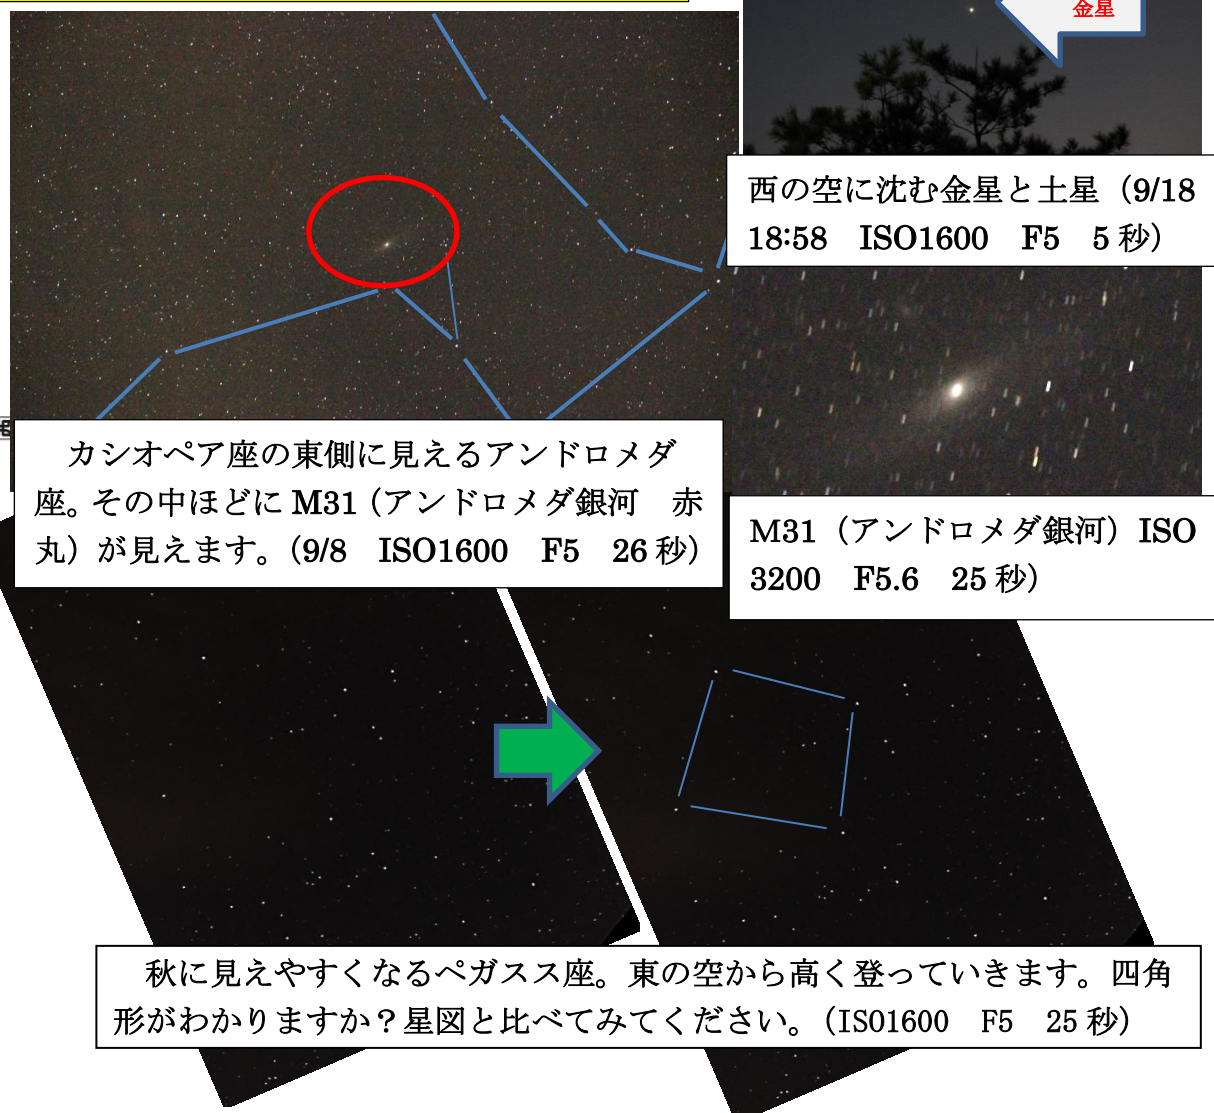 金星
西の空に沈む金星と土星（9/18
18:58　ISO1600　F5　5 秒）
カシオペア座の東側に見えるアンドロメダ
座。その中ほどに M31（アンドロメダ銀河　赤
丸）が見えます。（9/8　ISO1600　F5　26 秒）
M31（アンドロメダ銀河）ISO
3200　F5.6　25 秒）
秋に見えやすくなるペガスス座。東の空から高く登っていきます。四角
形がわかりますか？星図と比べてみてください。（ISO1600　F5　25 秒）